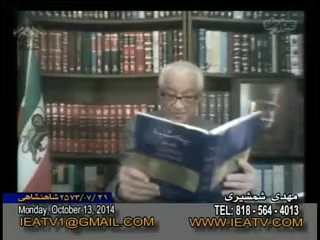 مهدی شمشیری
۲۱ /۰۷/ ۲۵۷۳ شاهنشاهی
Monday, October 13, 2014
TEL: 818 - 564 - 4013
IEATV1@GMAIL.COM
WWW.IEATV.COM